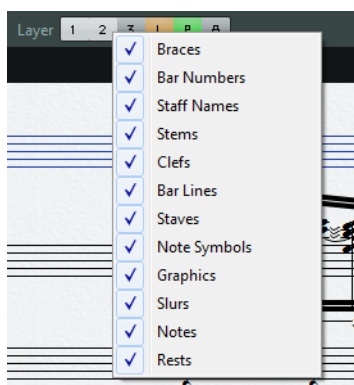 Layer 1 2 3 L P A
Braces
Bar Numbers
Staff Names
Stems
Clefs
Bar Lines
Staves
Note Symbols
Graphics
Slurs
Notes
Rests